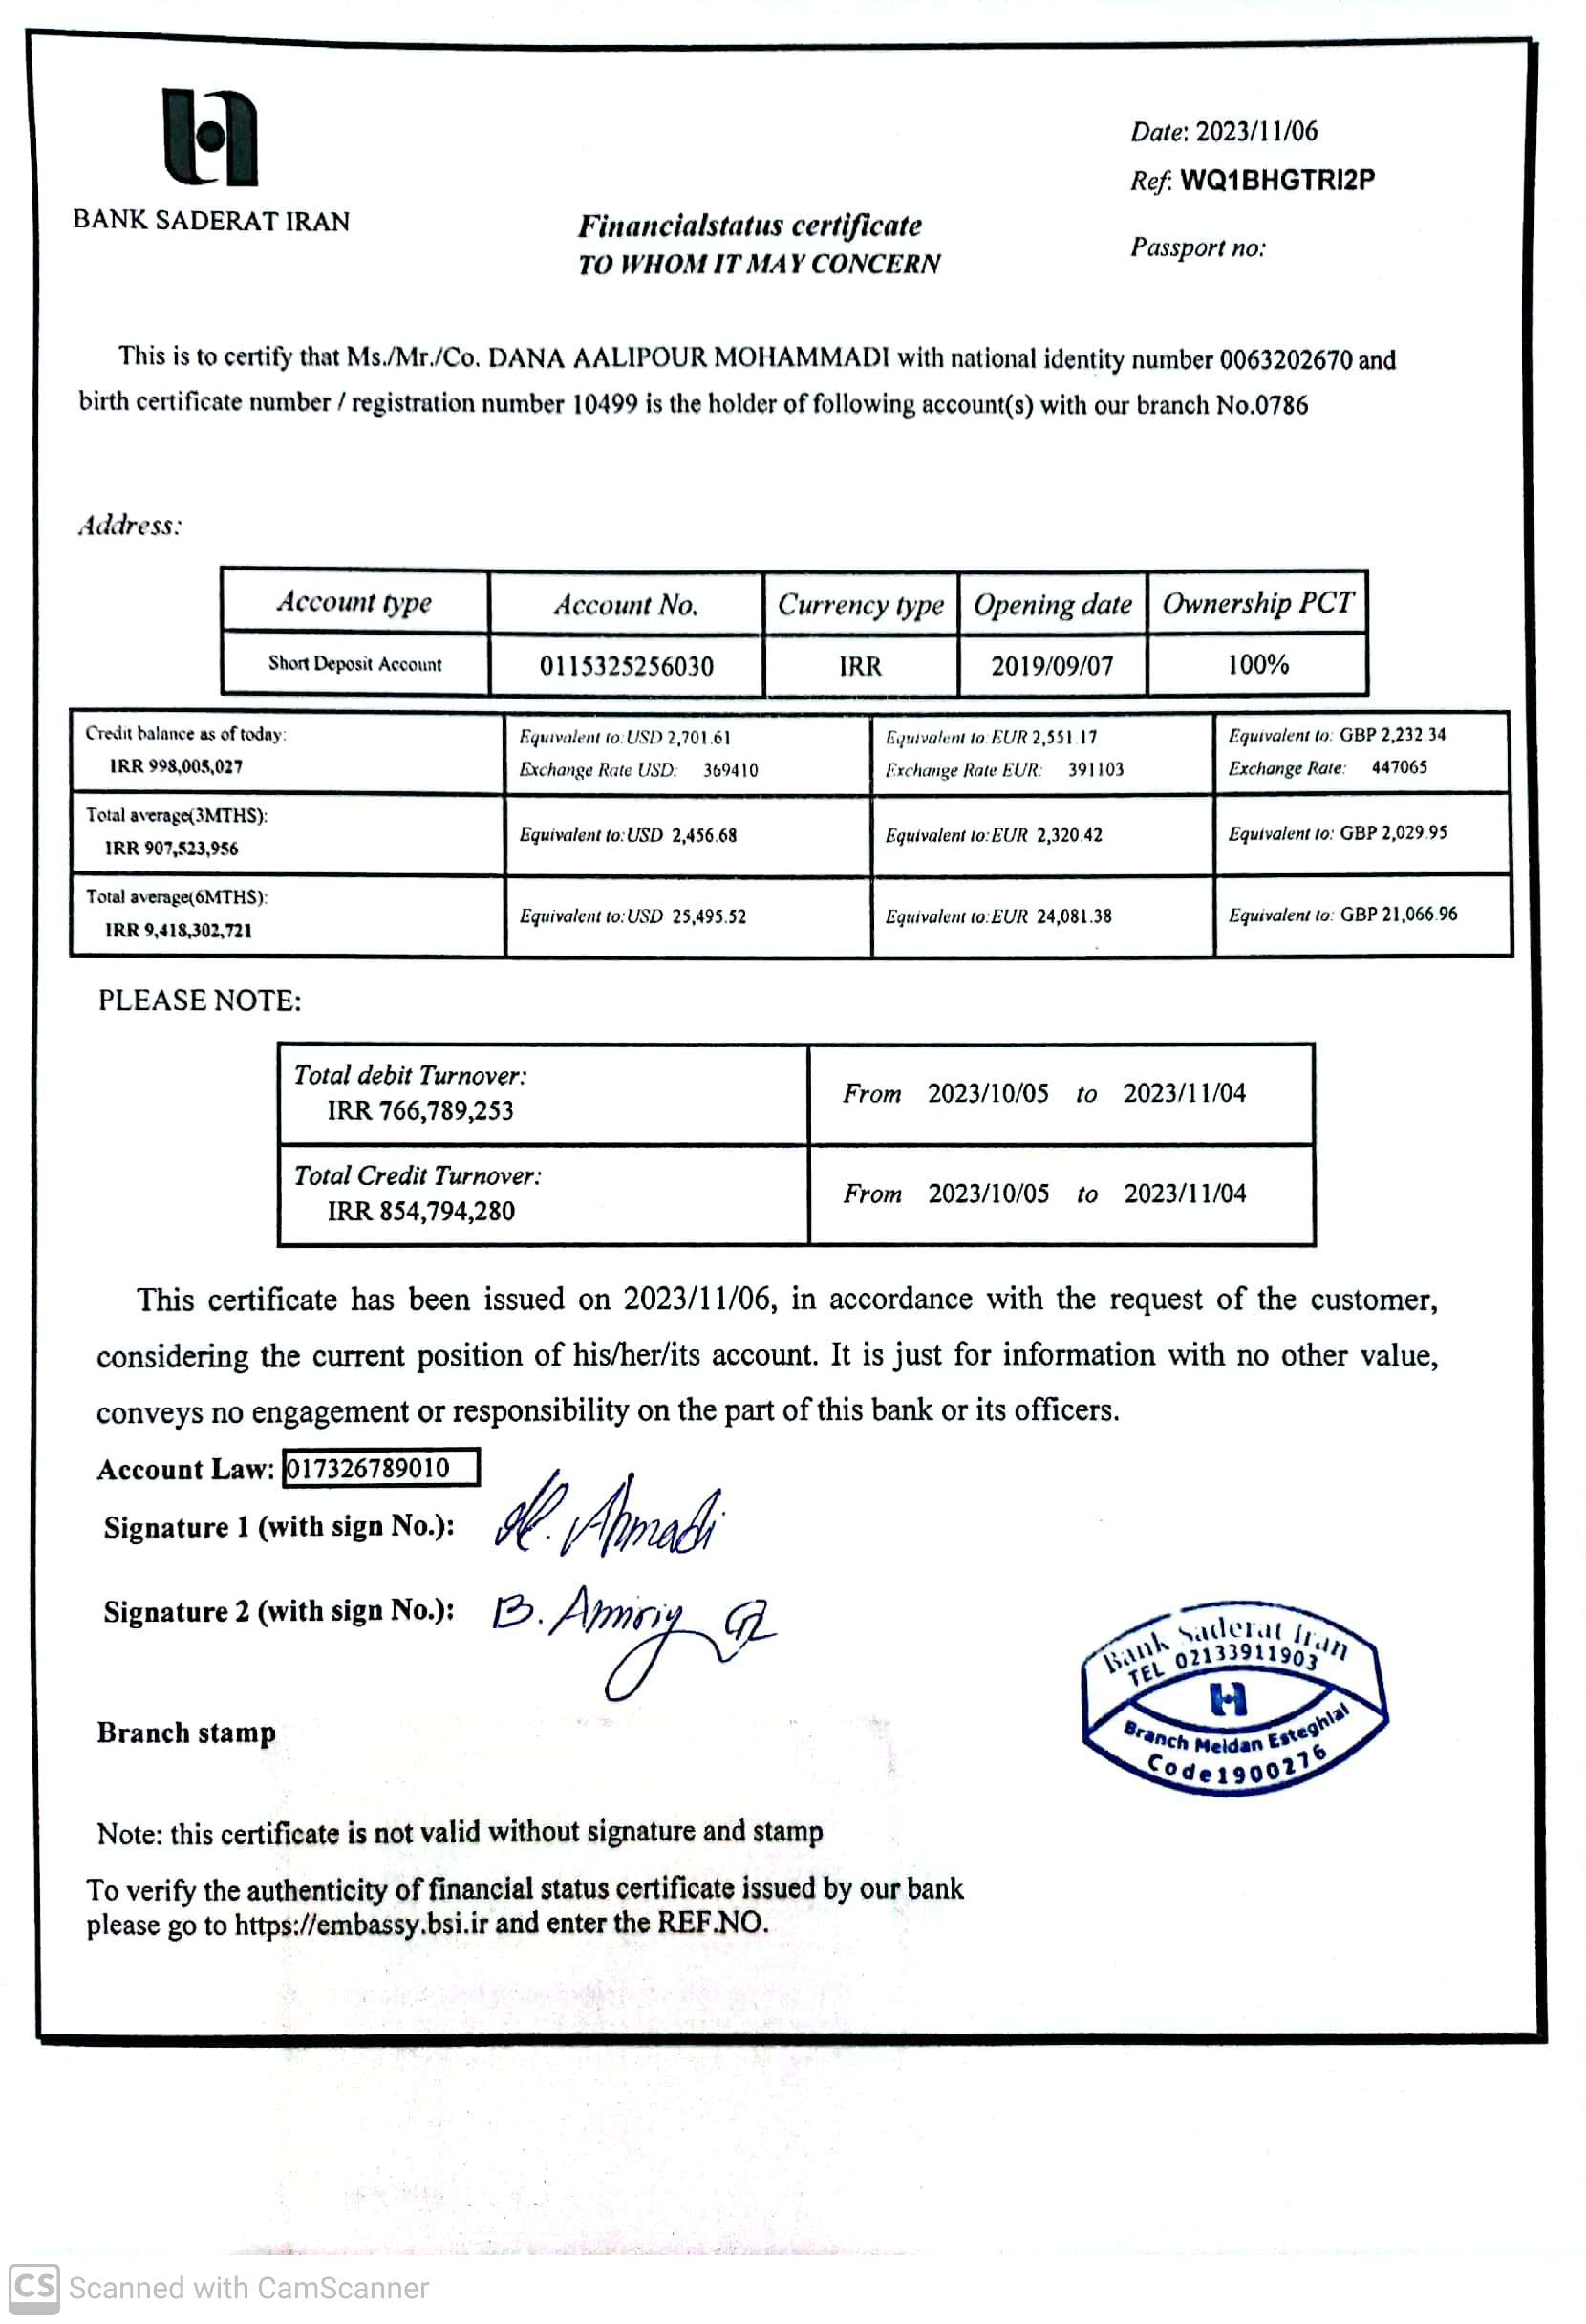 Date: 2023/11/06
Ref: WQ1BHGTRI2P
BANK SADERAT IRAN
Financialstatus certificate
TO WHOM IT MAY CONCERN
Passport no:
This is to certify that Ms./Mr./Co. DANA AALIPOUR MOHAMMADI with national identity number 0063202670 and
birth certificate number / registration number 10499 is the holder of following account(s) with our branch No.0786
Address:
Account type Account No. Currency type Opening date Ownership PCT
Short Deposit Account 0115325256030 IRR 2019/09/07 100%
Credit balance as of today: Equivalent to: USD 2,701.61 Equivalent to: EUR 2,551.17 Equivalent to: GBP 2,232.34
IRR 998,005,027 Exchange Rate USD: 369410 Exchange Rate EUR: 391103 Exchange Rate: 447065
Total average(3MTHS):
IRR 907,523,956 Equivalent to: USD 2,456.68 Equivalent to: EUR 2,320.42 Equivalent to: GBP 2,029.95
Total average(6MTHS):
IRR 9,418,302,721 Equivalent to: USD 25,495.52 Equivalent to: EUR 24,081.38 Equivalent to: GBP 21,066.96
PLEASE NOTE:
Total debit Turnover:
IRR 766,789,253 From 2023/10/05 to 2023/11/04
Total Credit Turnover:
IRR 854,794,280 From 2023/10/05 to 2023/11/04
This certificate has been issued on 2023/11/06, in accordance with the request of the customer,
considering the current position of his/her/its account. It is just for information with no other value,
conveys no engagement or responsibility on the part of this bank or its officers.
Account Law: 017326789010
Signature 1 (with sign No.): H. Ahmadi
Signature 2 (with sign No.): B. Amiriy
Bank Saderat Iran
TEL 02133911903
Branch Meidan Esteghlal
Code1900276
Branch stamp
Note: this certificate is not valid without signature and stamp
To verify the authenticity of financial status certificate issued by our bank
please go to https://embassy.bsi.ir and enter the REF.NO.
CS Scanned with CamScanner